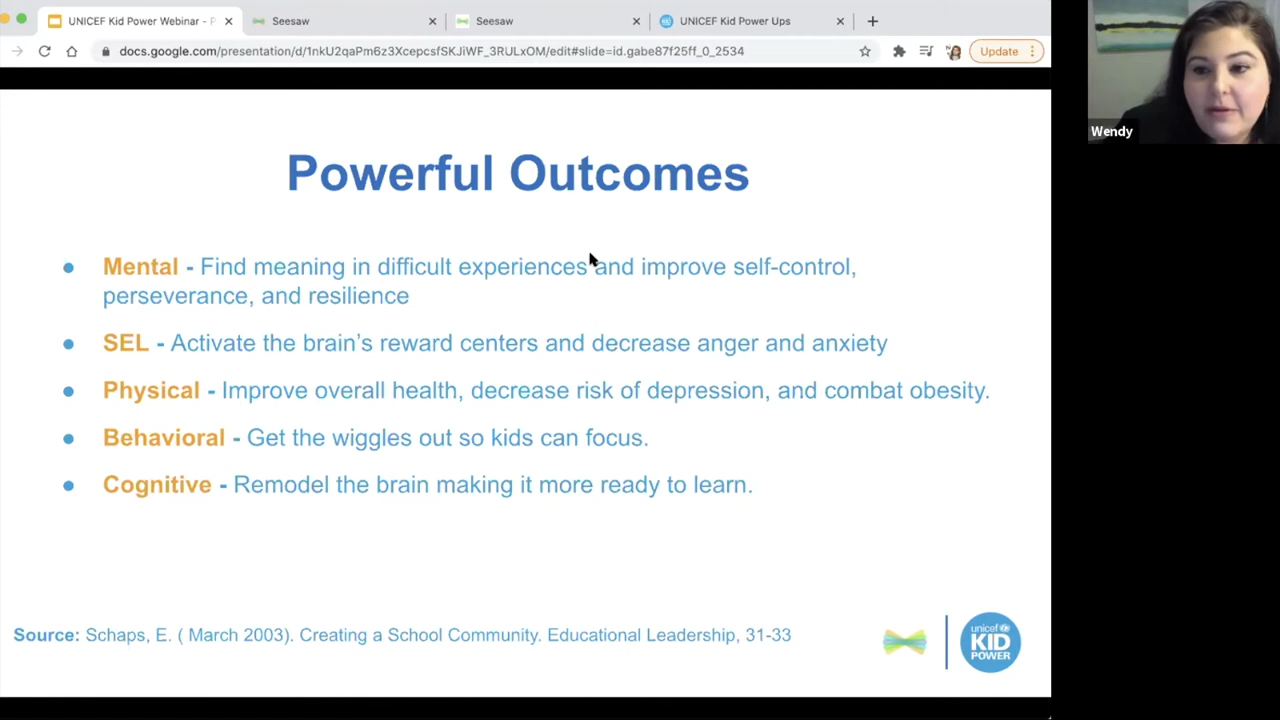 UNICEF Kid Power Webinar - P
Seesaw
Seesaw
UNICEF Kid Power Ups
docs.google.com/presentation/d/1nkU2qaPm6z3XcepcsfSKJiWF_3RULxOM/edit#slide=id.gabe87f25ff_0_2534
Update
Wendy
Powerful Outcomes
● Mental - Find meaning in difficult experiences and improve self-control,
perseverance, and resilience
● SEL - Activate the brain's reward centers and decrease anger and anxiety
● Physical - Improve overall health, decrease risk of depression, and combat obesity.
● Behavioral - Get the wiggles out so kids can focus.
● Cognitive - Remodel the brain making it more ready to learn.
Source: Schaps, E. ( March 2003). Creating a School Community. Educational Leadership, 31-33
unicef
KID
POWER